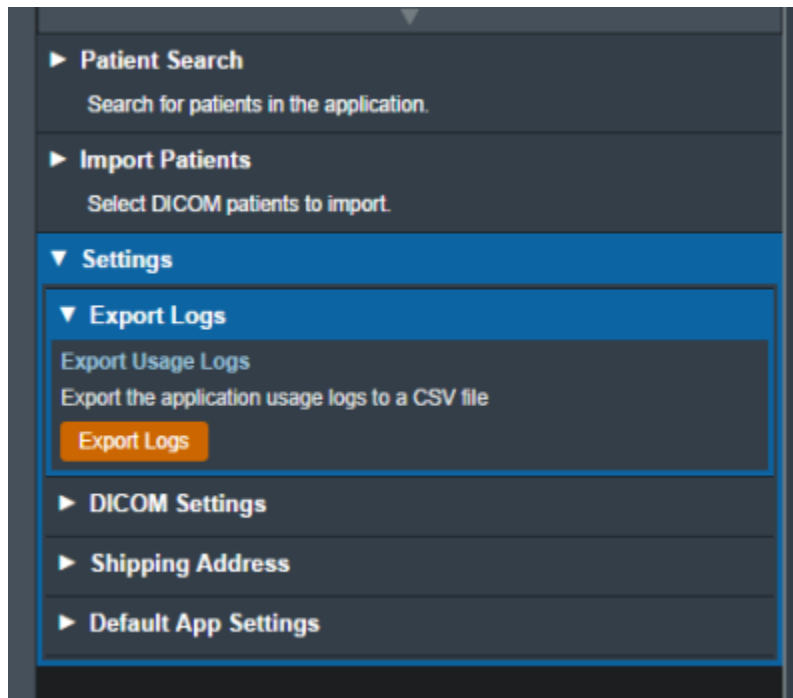 Patient Search
Search for patients in the application.
Import Patients
Select DICOM patients to import.
Settings
Export Logs
Export Usage Logs
Export the application usage logs to a CSV file
Export Logs
DICOM Settings
Shipping Address
Default App Settings